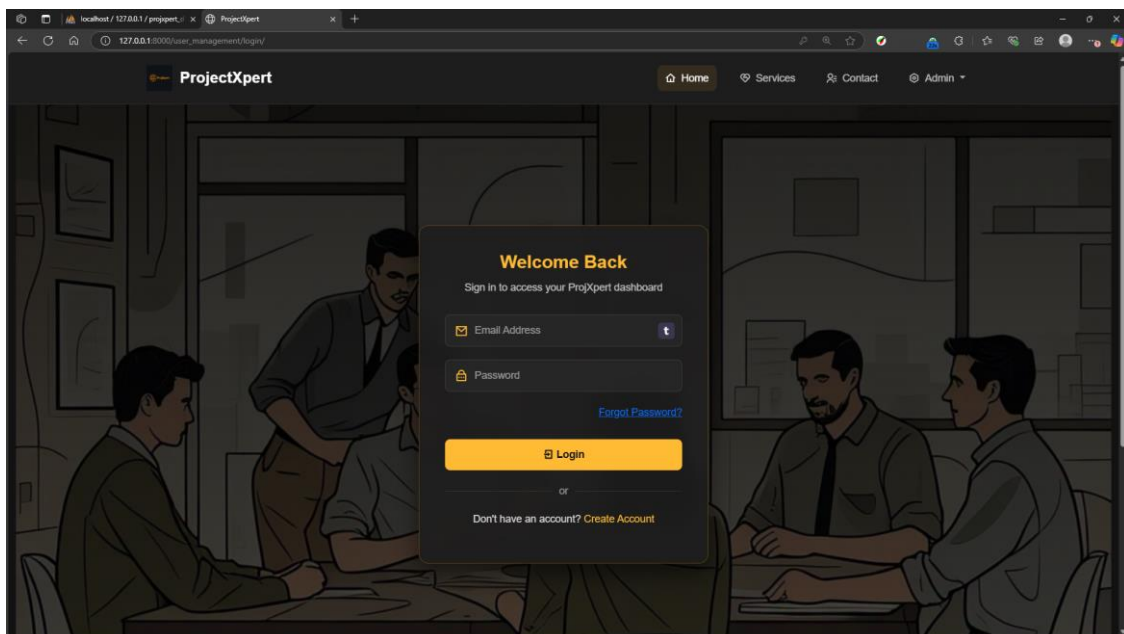 localhost / 127.0.0.1 / projxpert_d
ProjectXpert
127.0.0.1:8000/user_management/login/
ProjectXpert
Home
Services
Contact
Admin
Welcome Back
Sign in to access your ProjXpert dashboard
Email Address
t
Password
Forgot Password?
Login
or
Don't have an account? Create Account